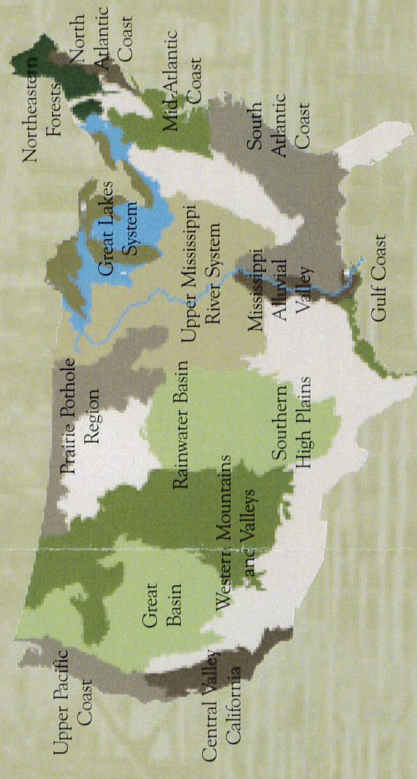 Northeastern
Forests
North
Atlantic
Coast
Mid-Atlantic
Coast
South
Atlantic
Coast
Great Lakes
System
Upper Mississippi
River System
Mississippi
Alluvial
Valley
Gulf Coast
Prairie Pothole
Region
Rainwater Basin
Southern
High Plains
Western Mountains
and Valleys
Great
Basin
Upper Pacific
Coast
Central Valley
California